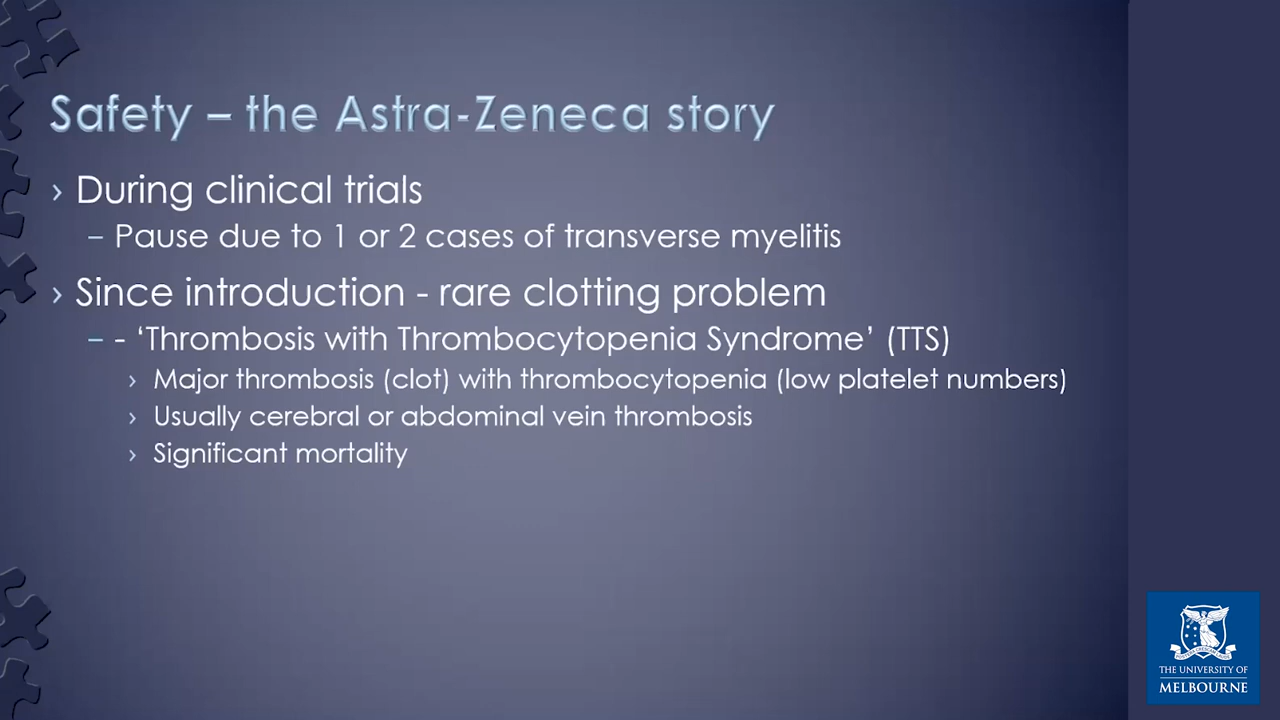 Safety – the Astra-Zeneca story
› During clinical trials
– Pause due to 1 or 2 cases of transverse myelitis
› Since introduction - rare clotting problem
– - ‘Thrombosis with Thrombocytopenia Syndrome’ (TTS)
› Major thrombosis (clot) with thrombocytopenia (low platelet numbers)
› Usually cerebral or abdominal vein thrombosis
› Significant mortality
THE UNIVERSITY OF
MELBOURNE